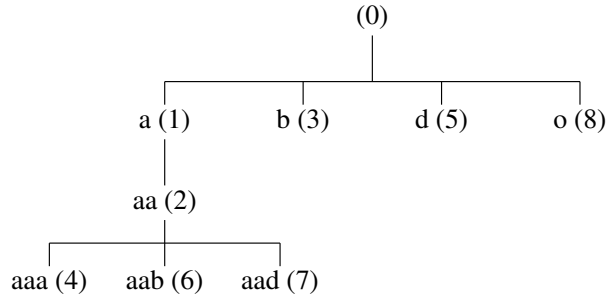 (0)
a (1) b (3) d (5) o (8)
aa (2)
aaa (4) aab (6) aad (7)